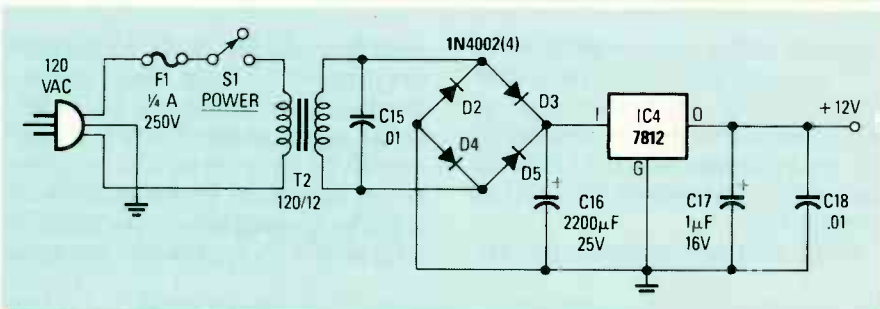 120
VAC
F1
¼ A
250V
S1
POWER
T2
120/12
C15
.01
1N4002(4)
D2
D3
D4
D5
+
C16
2200µF
25V
I
IC4
7812
O
G
+
C17
1µF
16V
C18
.01
+12V